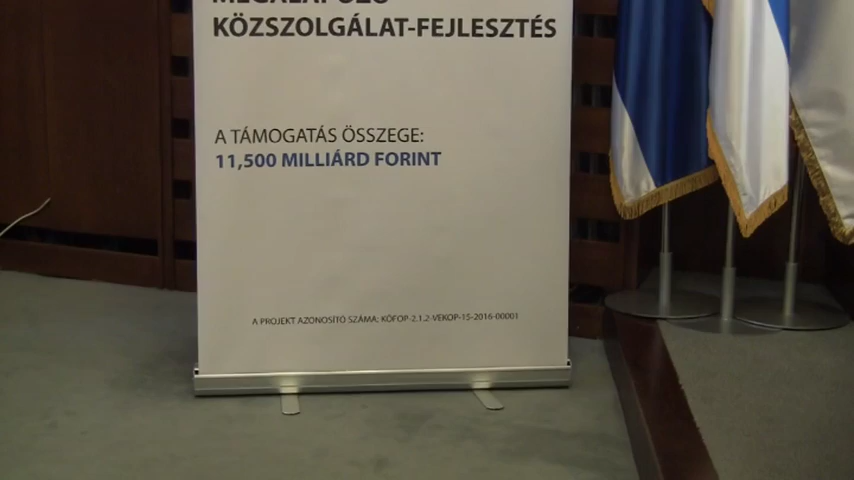 MEGALAPOZÓ
KÖZSZOLGÁLAT-FEJLESZTÉS
A TÁMOGATÁS ÖSSZEGE:
11,500 MILLIÁRD FORINT
A PROJEKT AZONOSÍTÓ SZÁMA: KÖFOP-2.1.2-VEKOP-15-2016-00001